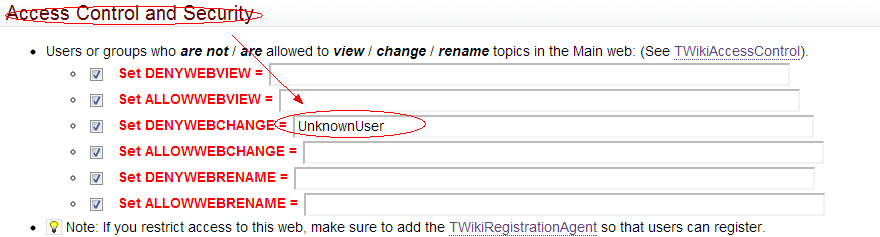 Access Control and Security
Users or groups who are not / are allowed to view / change / rename topics in the Main web: (See TWikiAccessControl).
Set DENYWEBVIEW =
Set ALLOWWEBVIEW =
Set DENYWEBCHANGE = UnknownUser
Set ALLOWWEBCHANGE =
Set DENYWEBRENAME =
Set ALLOWWEBRENAME =
Note: If you restrict access to this web, make sure to add the TWikiRegistrationAgent so that users can register.